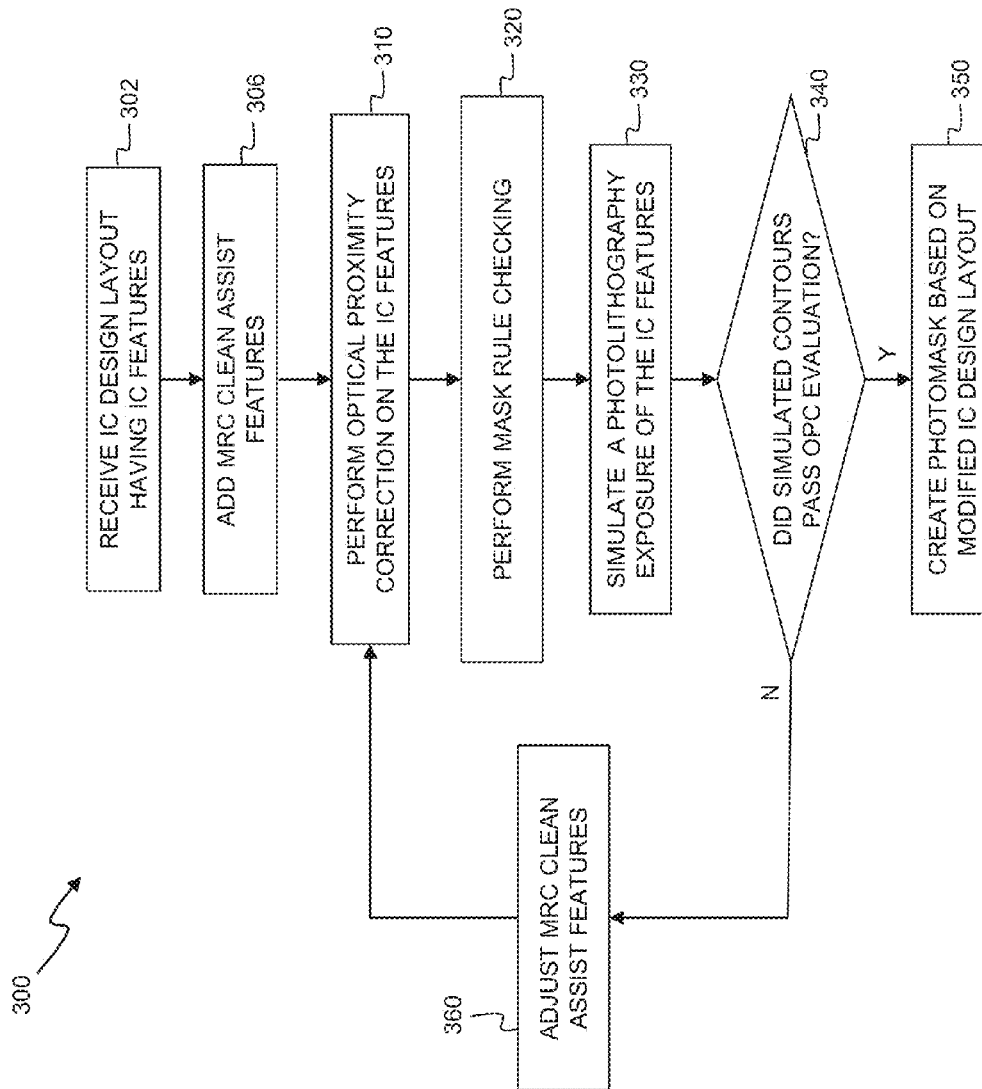 300
RECEIVE IC DESIGN LAYOUT
HAVING IC FEATURES
302
ADD MRC CLEAN ASSIST
FEATURES
306
PERFORM OPTICAL PROXIMITY
CORRECTION ON THE IC FEATURES
310
PERFORM MASK RULE CHECKING
320
SIMULATE A PHOTOLITHOGRAPHY
EXPOSURE OF THE IC FEATURES
330
DID SIMULATED CONTOURS
PASS OPC EVALUATION?
340
N
Y
360
ADJUST MRC CLEAN
ASSIST FEATURES
CREATE PHOTOMASK BASED ON
MODIFIED IC DESIGN LAYOUT
350